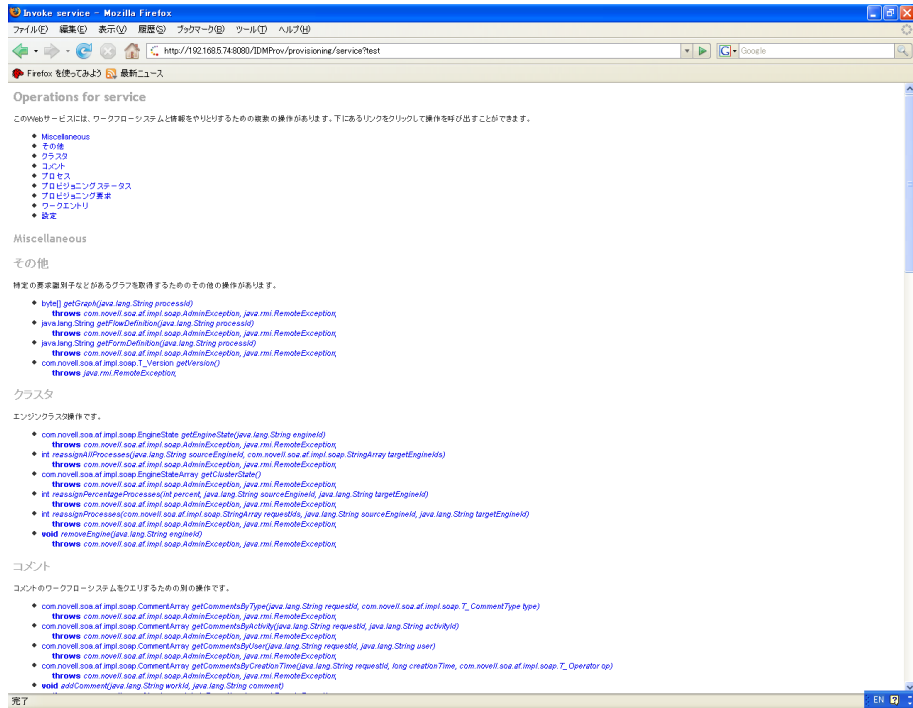 Invoke service - Mozilla Firefox
ファイル(F) 編集(E) 表示(V) 履歴(S) ブックマーク(B) ツール(T) ヘルプ(H)
http://192.168.5.74:8080/IDMProv/provisioning/service?test
Google
Firefox を使ってみよう 最新ニュース
Operations for service
このWebサービスには、ワークフローシステムと情報をやりとりするための複数の操作があります。下にあるリンクをクリックして操作を呼び出すことができます。
Miscellaneous
その他
クラスタ
コメント
プロセス
プロビジョニングステータス
プロビジョニング要求
ワークエントリ
設定
Miscellaneous
その他
特定の要求識別子などがあるグラフを取得するためのその他の操作があります。
byte[] getGraph(java.lang.String processId)
throws com.novell.soa.af.impl.soap.AdminException, java.rmi.RemoteException;
java.lang.String getFlowDefinition(java.lang.String processId)
throws com.novell.soa.af.impl.soap.AdminException, java.rmi.RemoteException;
java.lang.String getFormDefinition(java.lang.String processId)
throws com.novell.soa.af.impl.soap.AdminException, java.rmi.RemoteException;
com.novell.soa.af.impl.soap.T_Version getVersion()
throws java.rmi.RemoteException;
クラスタ
エンジンクラスタ操作です。
com.novell.soa.af.impl.soap.EngineState getEngineState(java.lang.String engineId)
throws com.novell.soa.af.impl.soap.AdminException, java.rmi.RemoteException;
int reassignAllProcesses(java.lang.String sourceEngineId, com.novell.soa.af.impl.soap.StringArray targetEngineIds)
throws com.novell.soa.af.impl.soap.AdminException, java.rmi.RemoteException;
com.novell.soa.af.impl.soap.EngineStateArray getClusterState()
throws com.novell.soa.af.impl.soap.AdminException, java.rmi.RemoteException;
int reassignPercentageProcesses(int percent, java.lang.String sourceEngineId, java.lang.String targetEngineId)
throws com.novell.soa.af.impl.soap.AdminException, java.rmi.RemoteException;
int reassignProcesses(com.novell.soa.af.impl.soap.StringArray requestIds, java.lang.String sourceEngineId, java.lang.String targetEngineId)
throws com.novell.soa.af.impl.soap.AdminException, java.rmi.RemoteException;
void removeEngine(java.lang.String engineId)
throws com.novell.soa.af.impl.soap.AdminException, java.rmi.RemoteException;
コメント
コメントのワークフローシステムをクエリするための別の操作です。
com.novell.soa.af.impl.soap.CommentArray getCommentsByType(java.lang.String requestId, com.novell.soa.af.impl.soap.T_CommentType type)
throws com.novell.soa.af.impl.soap.AdminException, java.rmi.RemoteException;
com.novell.soa.af.impl.soap.CommentArray getCommentsByActivity(java.lang.String requestId, java.lang.String activityId)
throws com.novell.soa.af.impl.soap.AdminException, java.rmi.RemoteException;
com.novell.soa.af.impl.soap.CommentArray getCommentsByUser(java.lang.String requestId, java.lang.String user)
throws com.novell.soa.af.impl.soap.AdminException, java.rmi.RemoteException;
com.novell.soa.af.impl.soap.CommentArray getCommentsByCreationTime(java.lang.String requestId, long creationTime, com.novell.soa.af.impl.soap.T_Operator op)
throws com.novell.soa.af.impl.soap.AdminException, java.rmi.RemoteException;
void addComment(java.lang.String workId, java.lang.String comment)
完了
EN